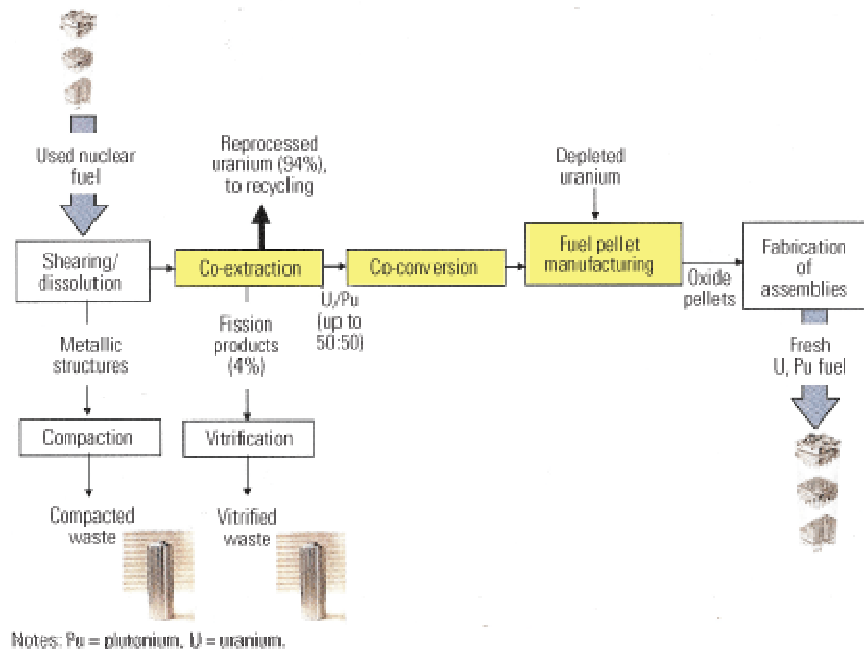 Used nuclear
fuel
Reprocessed
uranium (94%),
to recycling
Depleted
uranium
Shearing/
dissolution
Co-extraction
Co-conversion
Fuel pellet
manufacturing
Fabrication
of
assemblies
U/Pu
(up to
50:50)
Oxide
pellets
Metallic
structures
Fission
products
(4%)
Fresh
U, Pu fuel
Compaction
Vitrification
Compacted
waste
Vitrified
waste
Notes: Pu = plutonium, U = uranium.